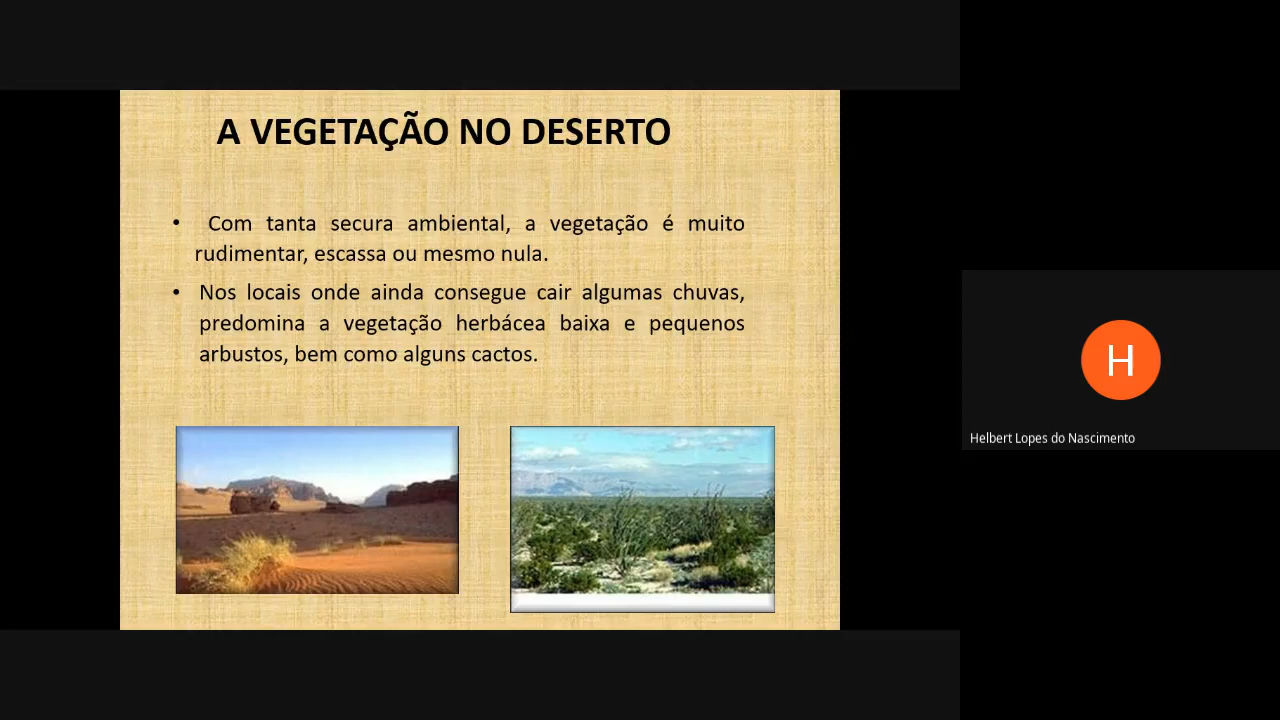 A VEGETAÇÃO NO DESERTO
• Com tanta secura ambiental, a vegetação é muito
rudimentar, escassa ou mesmo nula.
• Nos locais onde ainda consegue cair algumas chuvas,
predomina a vegetação herbácea baixa e pequenos
arbustos, bem como alguns cactos.
H
Helbert Lopes do Nascimento